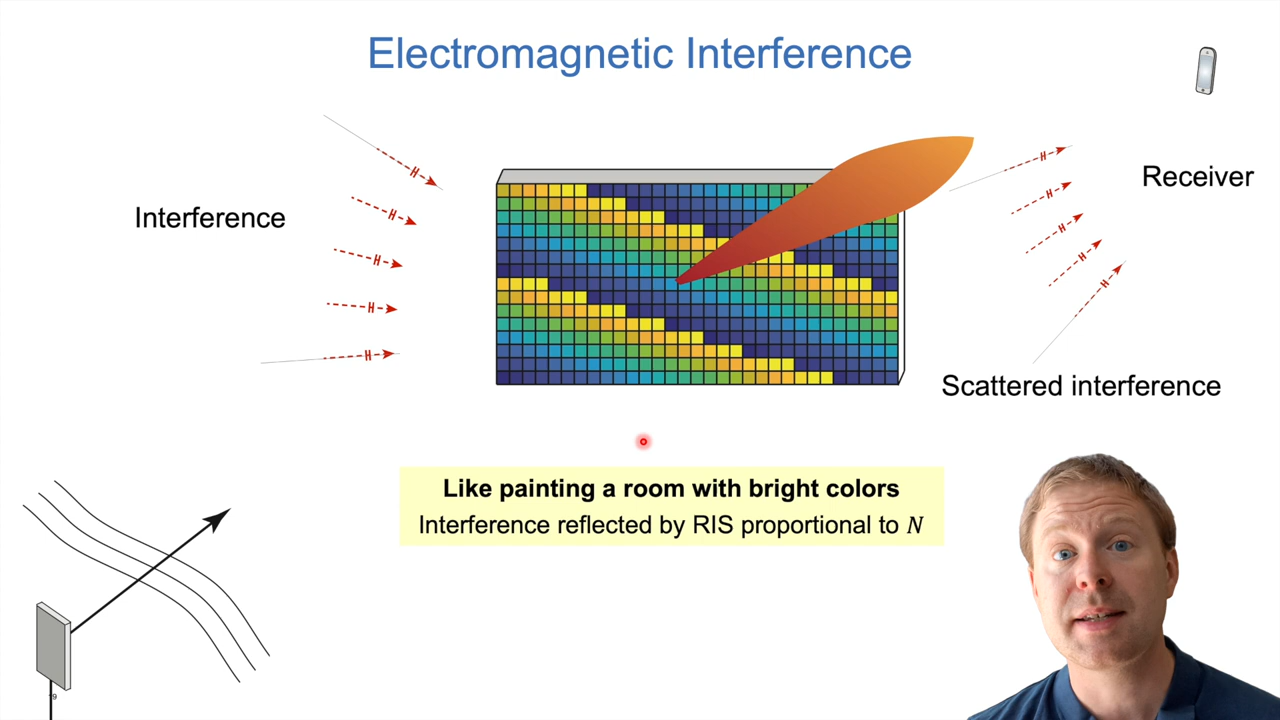 Electromagnetic Interference
Interference
Receiver
Scattered interference
Like painting a room with bright colors
Interference reflected by RIS proportional to N